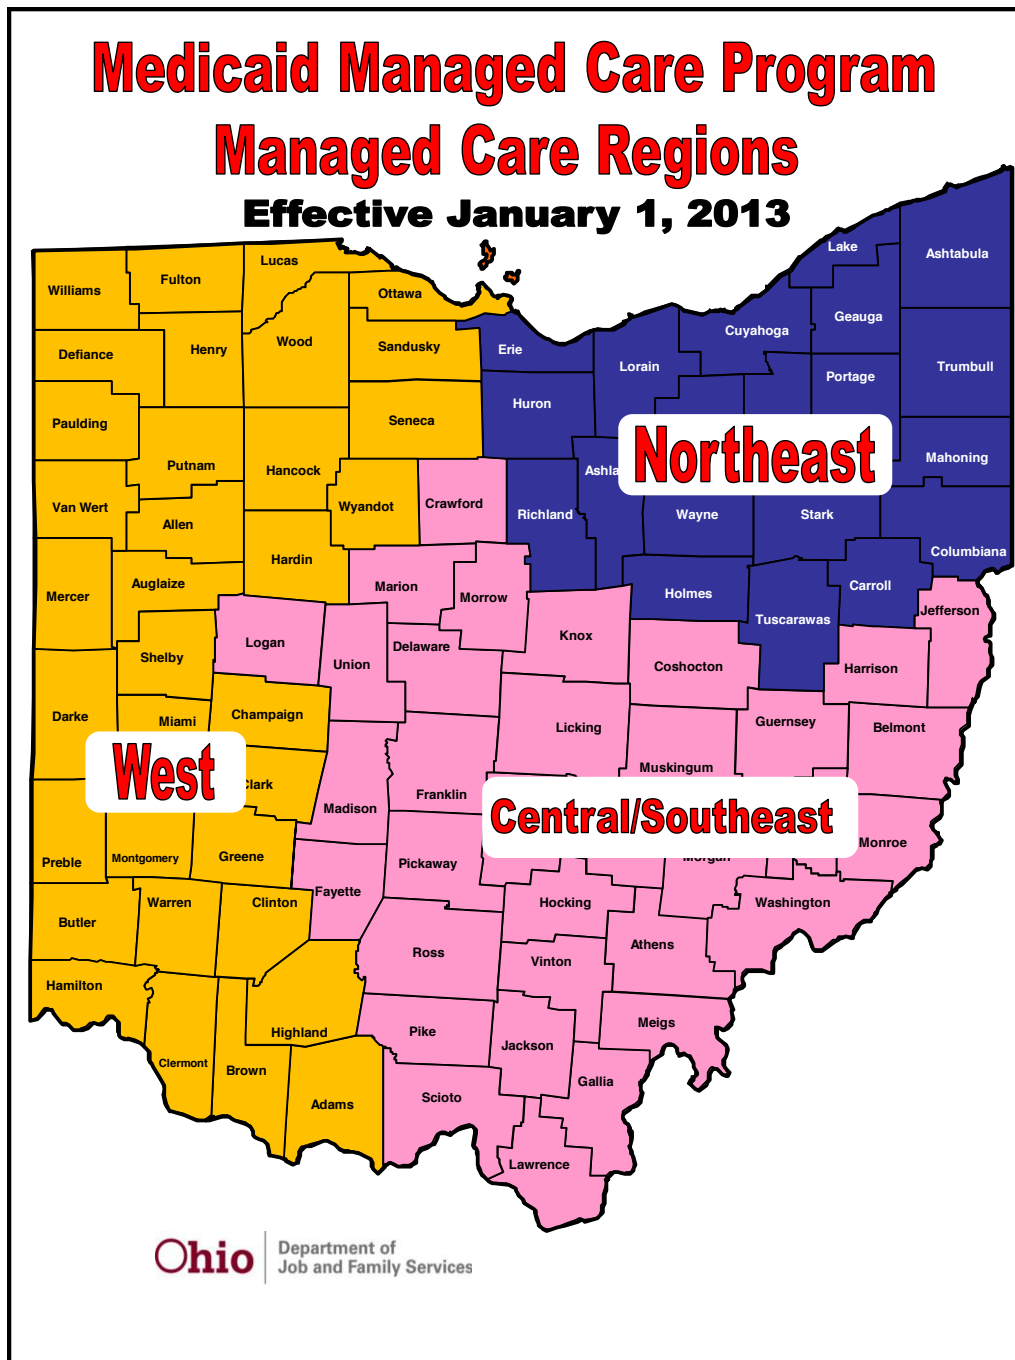 Medicaid Managed Care Program
Managed Care Regions
Effective January 1, 2013
Lake
Ashtabula
Lucas
Fulton
Williams
Ottawa
Geauga
Cuyahoga
Wood
Henry
Defiance
Sandusky
Erie
Lorain
Trumbull
Portage
Huron
Paulding
Seneca
Northeast
Mahoning
Putnam
Hancock
Ashla
Van Wert
Wyandot
Crawford
Richland
Wayne
Stark
Allen
Columbiana
Hardin
Auglaize
Marion
Carroll
Mercer
Morrow
Holmes
Jefferson
Tuscarawas
Knox
Logan
Delaware
Shelby
Union
Coshocton
Harrison
Darke
Miami
Champaign
Licking
Guernsey
Belmont
West
Clark
Muskingum
Franklin
Madison
Central/Southeast
Preble
Montgomery
Greene
Pickaway
Morgan
Monroe
Fayette
Warren
Clinton
Hocking
Washington
Butler
Ross
Athens
Vinton
Hamilton
Highland
Pike
Meigs
Jackson
Clermont
Brown
Gallia
Adams
Scioto
Lawrence
Ohio
Department of
Job and Family Services